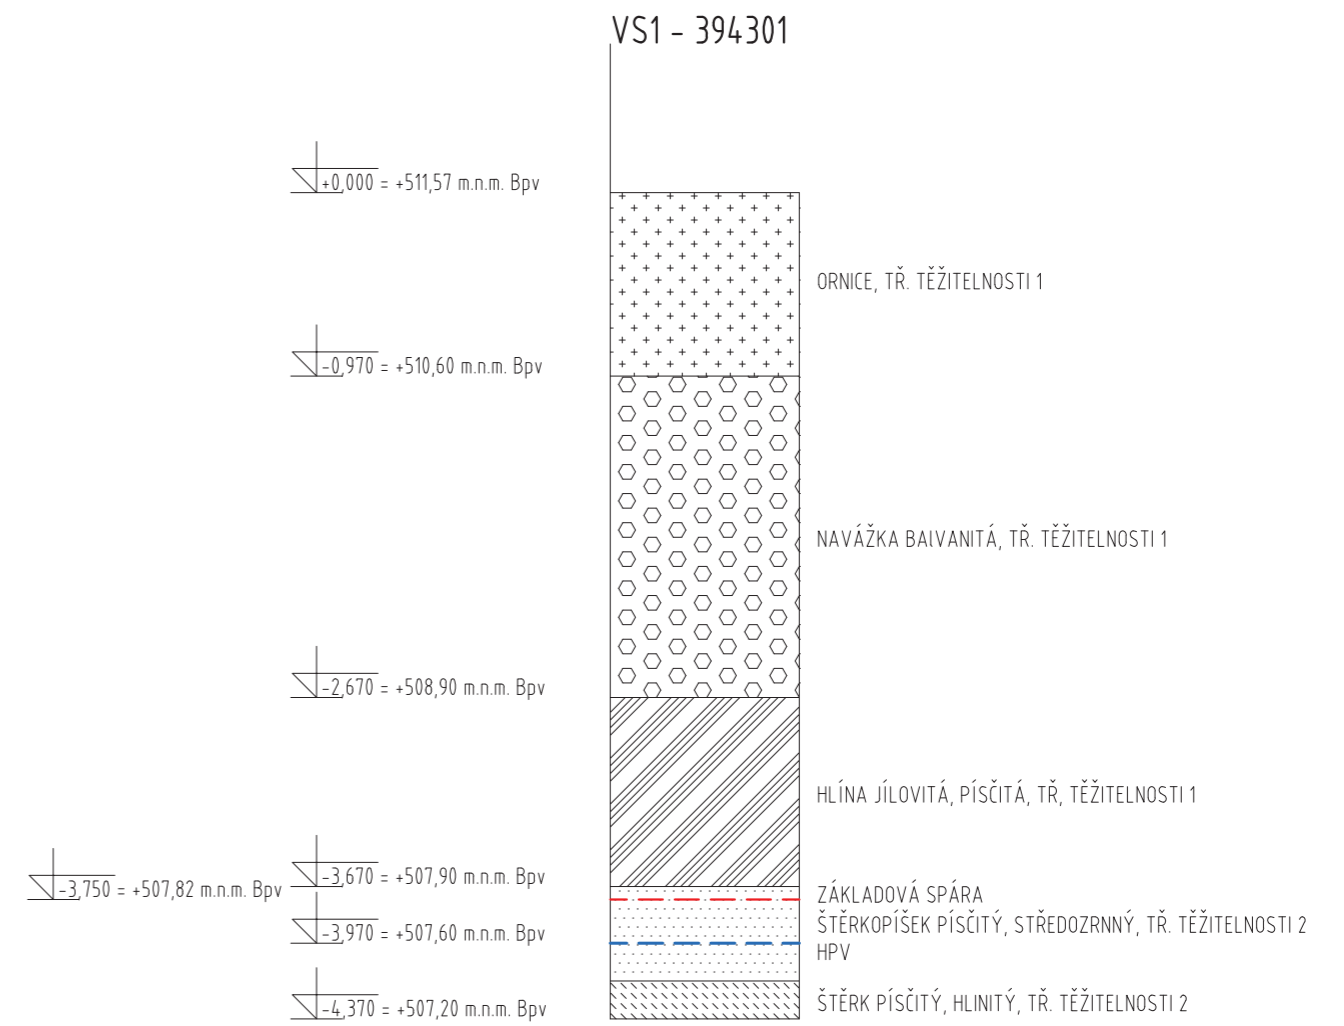 VS1 - 394301
+0,000 = +511,57 m.n.m. Bpv
ORNICE, TŘ. TĚŽITELNOSTI 1
-0,970 = +510,60 m.n.m. Bpv
NAVÁŽKA BAlVANITÁ, TŘ. TĚŽITELNOSTI 1
-2,670 = +508,90 m.n.m. Bpv
HLÍNA JÍLOVITÁ, PÍSČITÁ, TŘ, TĚŽITELNOSTI 1
-3,750 = +507,82 m.n.m. Bpv
-3,670 = +507,90 m.n.m. Bpv
ZÁKLADOVÁ SPÁRA
ŠTĚRKOPÍŠEK PÍSČITÝ, STŘEDOZRNNÝ, TŘ. TĚŽITELNOSTI 2
-3,970 = +507,60 m.n.m. Bpv
HPV
-4,370 = +507,20 m.n.m. Bpv
ŠTĚRK PÍSČITÝ, HLINITÝ, TŘ. TĚŽITELNOSTI 2